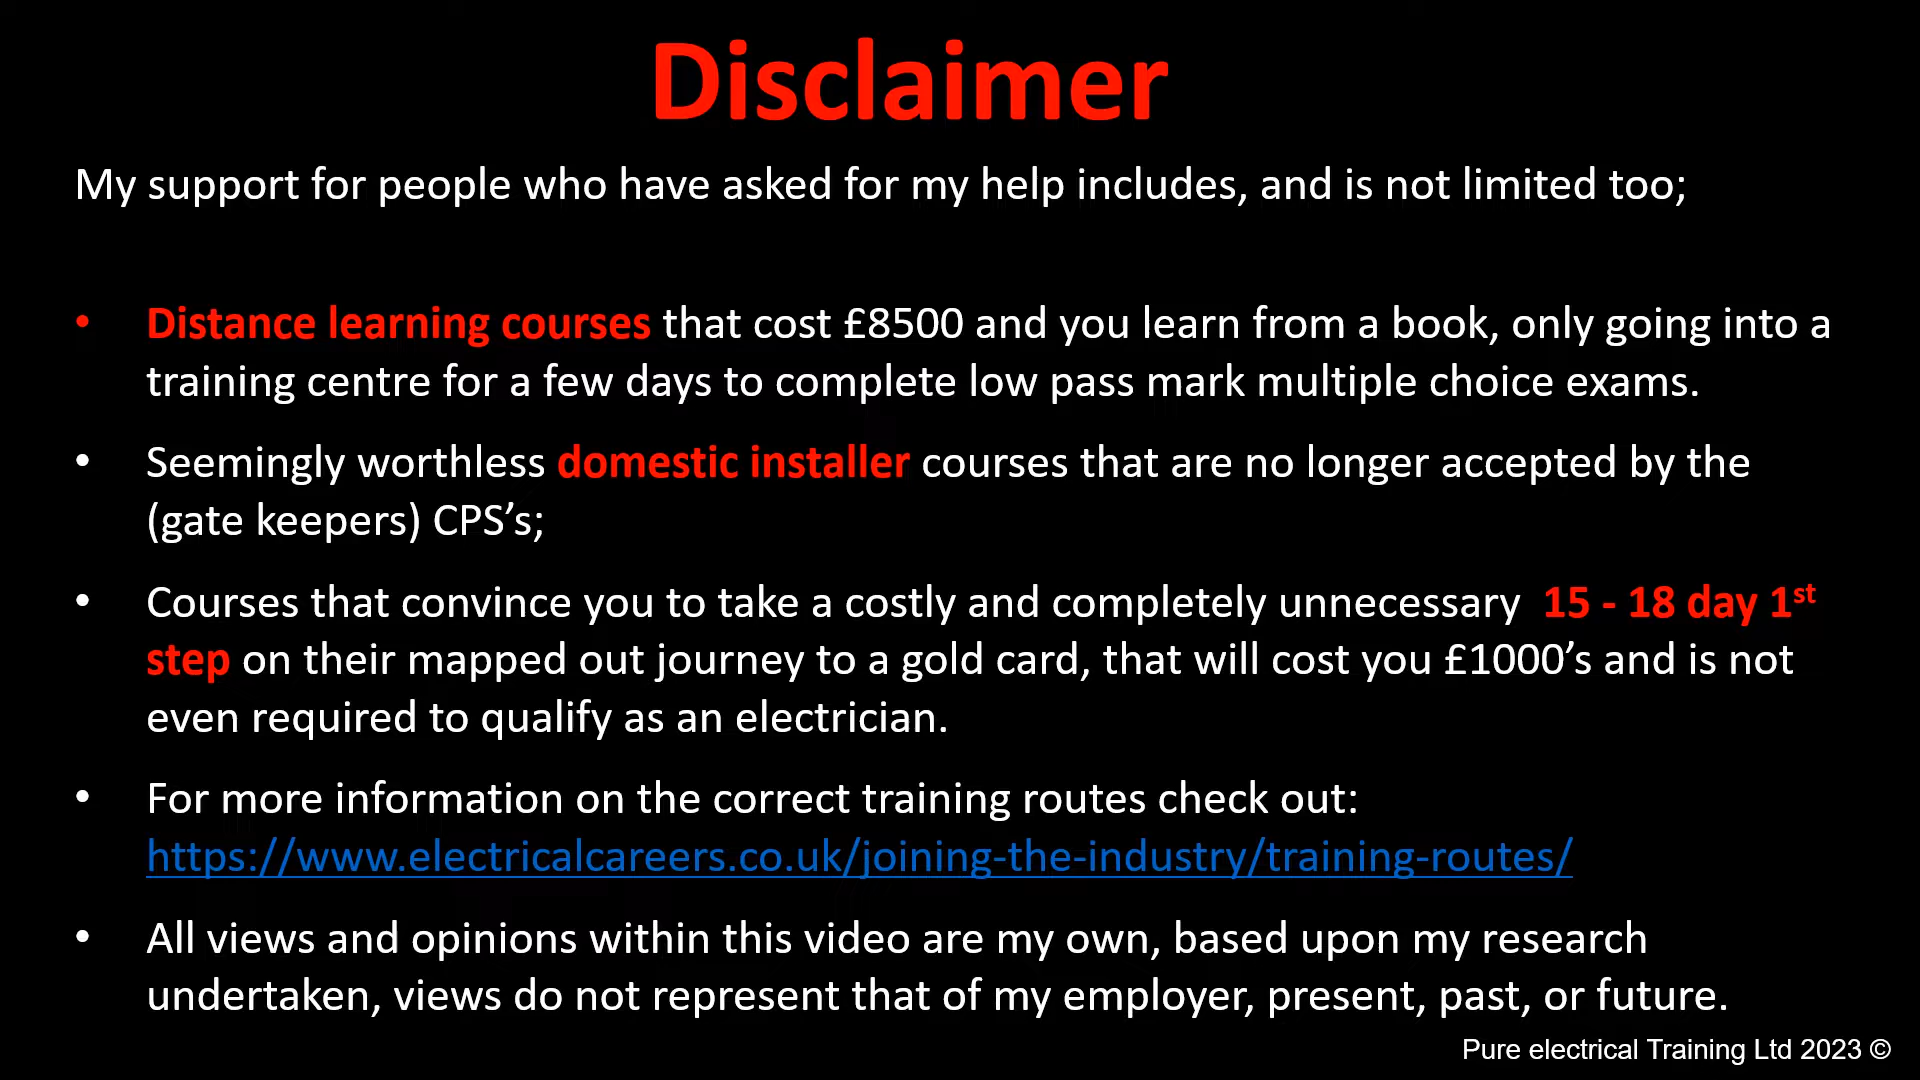 Disclaimer
My support for people who have asked for my help includes, and is not limited too;
• Distance learning courses that cost £8500 and you learn from a book, only going into a
training centre for a few days to complete low pass mark multiple choice exams.
• Seemingly worthless domestic installer courses that are no longer accepted by the
(gate keepers) CPS’s;
• Courses that convince you to take a costly and completely unnecessary 15 - 18 day 1st
step on their mapped out journey to a gold card, that will cost you £1000’s and is not
even required to qualify as an electrician.
• For more information on the correct training routes check out:
https://www.electricalcareers.co.uk/joining-the-industry/training-routes/
• All views and opinions within this video are my own, based upon my research
undertaken, views do not represent that of my employer, present, past, or future.
Pure electrical Training Ltd 2023 ©